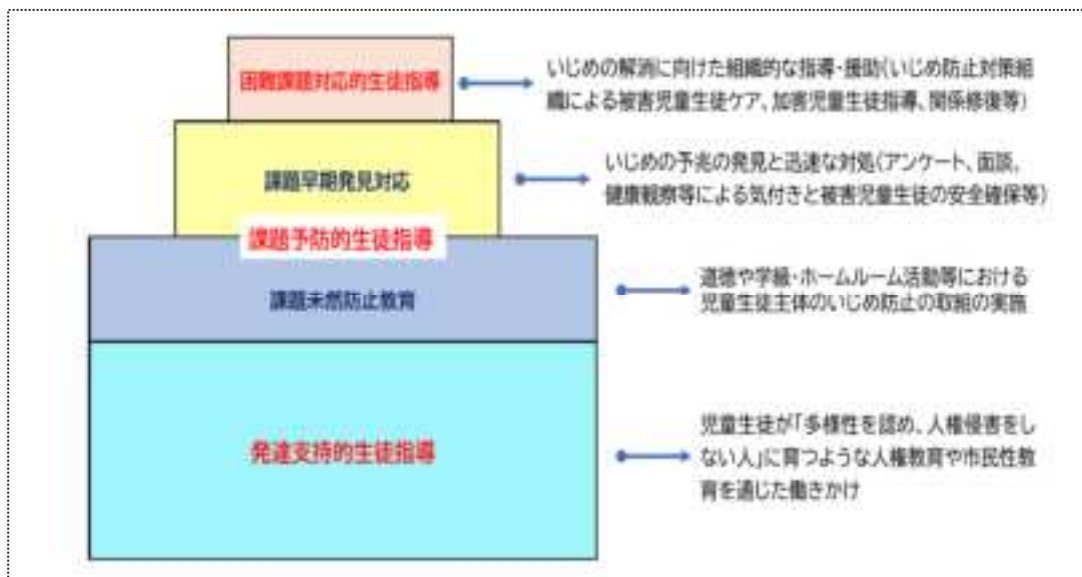 困難課題対応的生徒指導
いじめの解消に向けた組織的な指導・援助(いじめ防止対策組
織による被害児童生徒ケア、加害児童生徒指導、関係修復等)
課題早期発見対応
いじめの予兆の発見と迅速な対処(アンケート、面談、
健康観察等による気付きと被害児童生徒の安全確保等)
課題予防的生徒指導
課題未然防止教育
道徳や学級・ホームルーム活動等における
児童生徒主体のいじめ防止の取組の実施
発達支持的生徒指導
児童生徒が「多様性を認め、人権侵害をし
ない人」に育つような人権教育や市民性教
育を通じた働きかけ